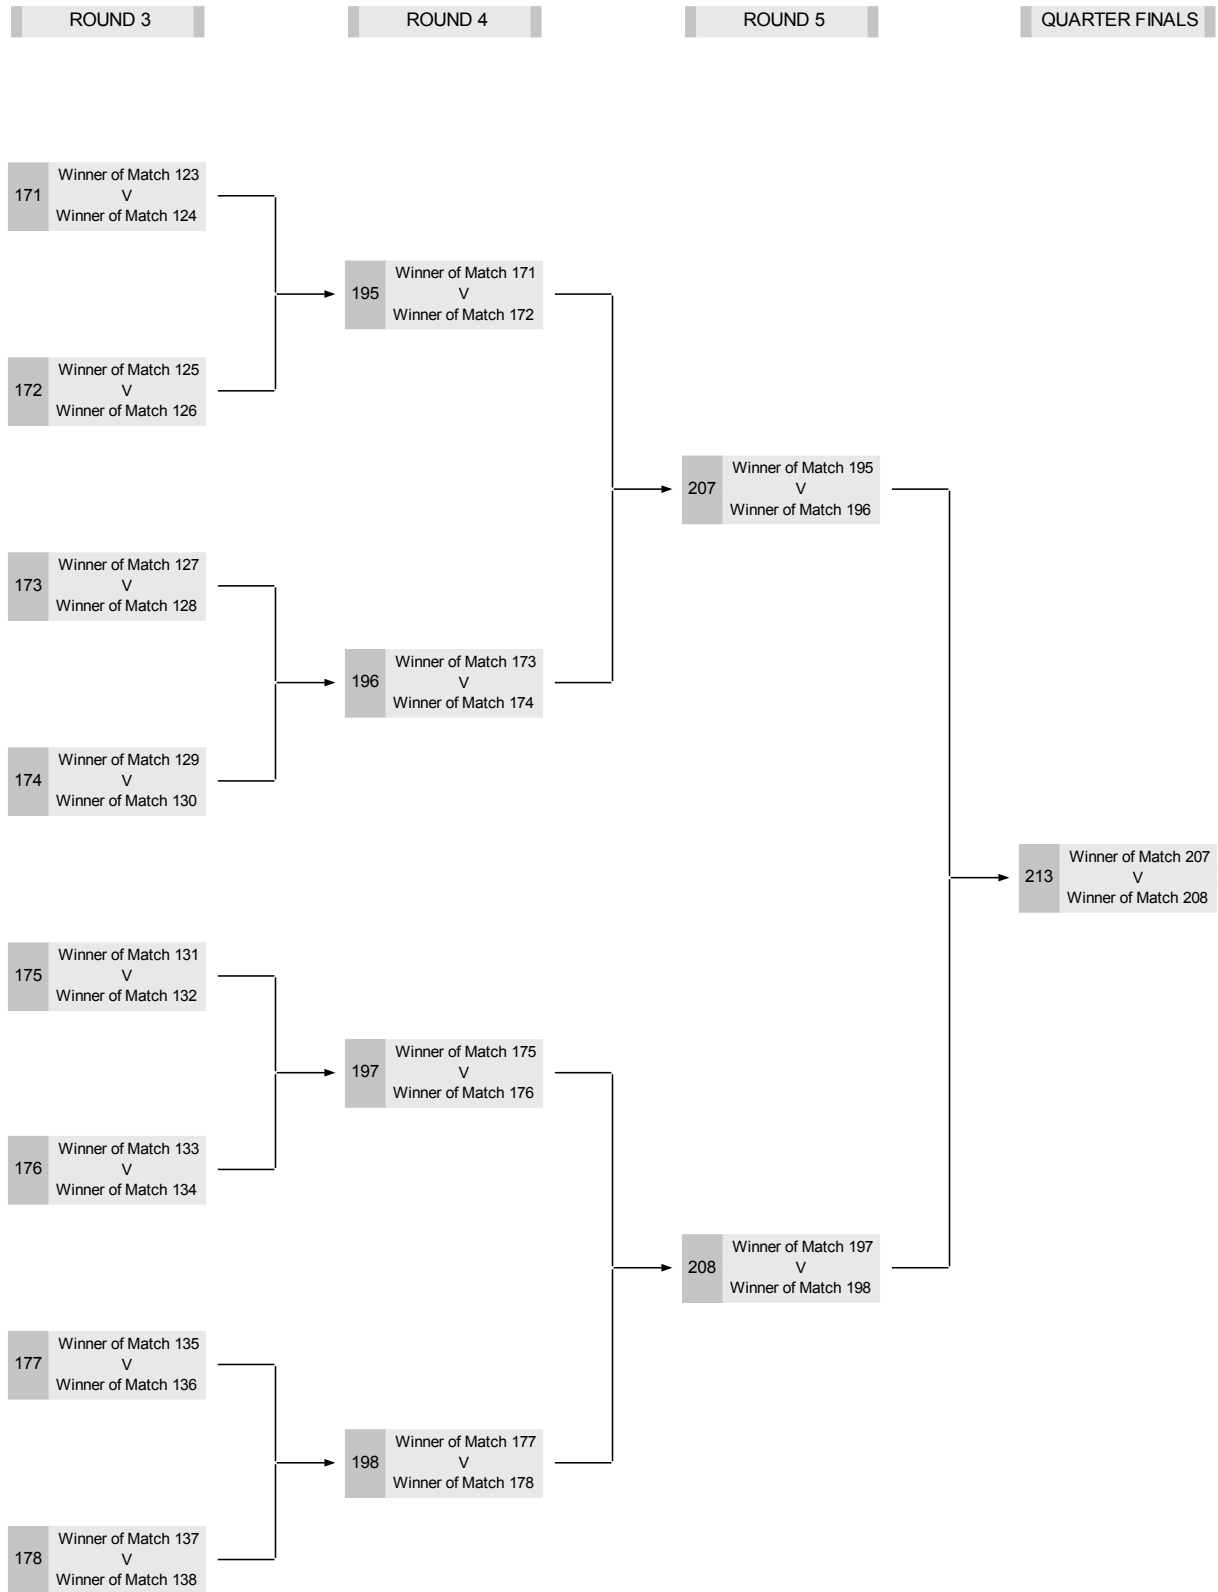 ROUND 3
ROUND 4
ROUND 5
QUARTER FINALS
171
Winner of Match 123
V
Winner of Match 124
172
Winner of Match 125
V
Winner of Match 126
173
Winner of Match 127
V
Winner of Match 128
174
Winner of Match 129
V
Winner of Match 130
175
Winner of Match 131
V
Winner of Match 132
176
Winner of Match 133
V
Winner of Match 134
177
Winner of Match 135
V
Winner of Match 136
178
Winner of Match 137
V
Winner of Match 138
195
Winner of Match 171
V
Winner of Match 172
196
Winner of Match 173
V
Winner of Match 174
197
Winner of Match 175
V
Winner of Match 176
198
Winner of Match 177
V
Winner of Match 178
207
Winner of Match 195
V
Winner of Match 196
208
Winner of Match 197
V
Winner of Match 198
213
Winner of Match 207
V
Winner of Match 208